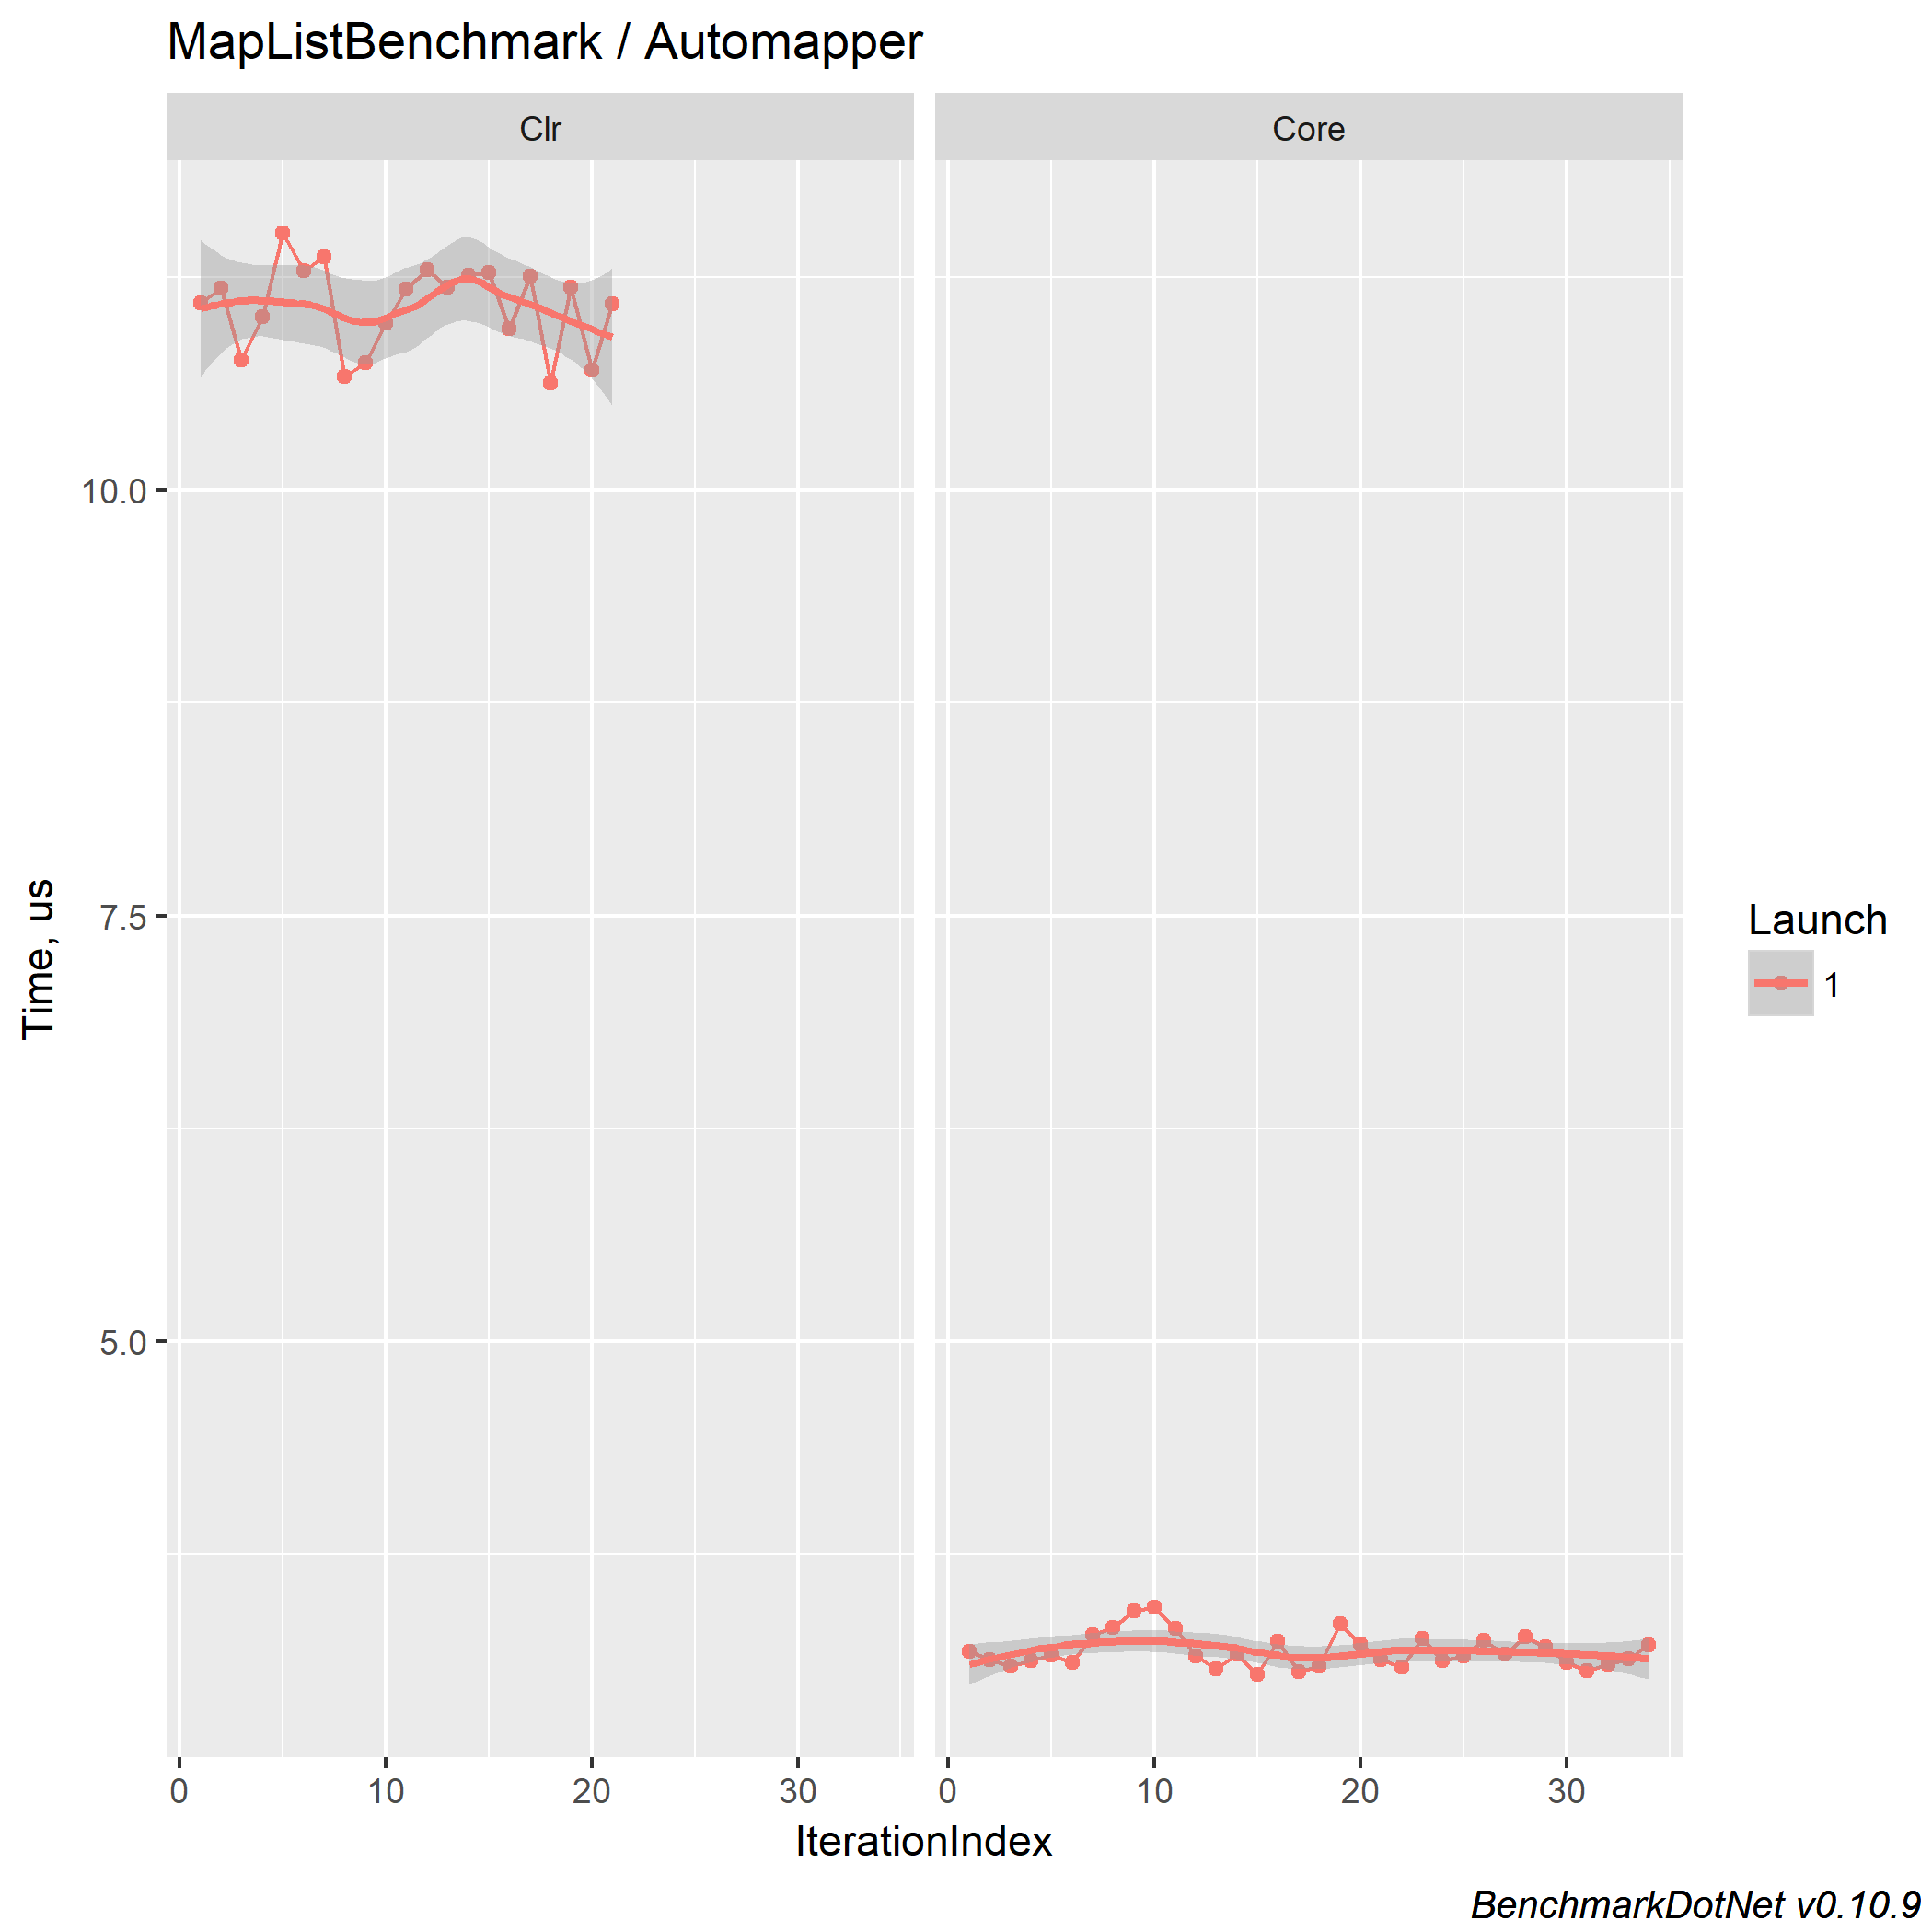 MapListBenchmark / Automapper
Clr
Core
10.0
7.5
5.0
Time, us
0
10
20
30
0
10
20
30
IterationIndex
Launch
1
BenchmarkDotNet v0.10.9